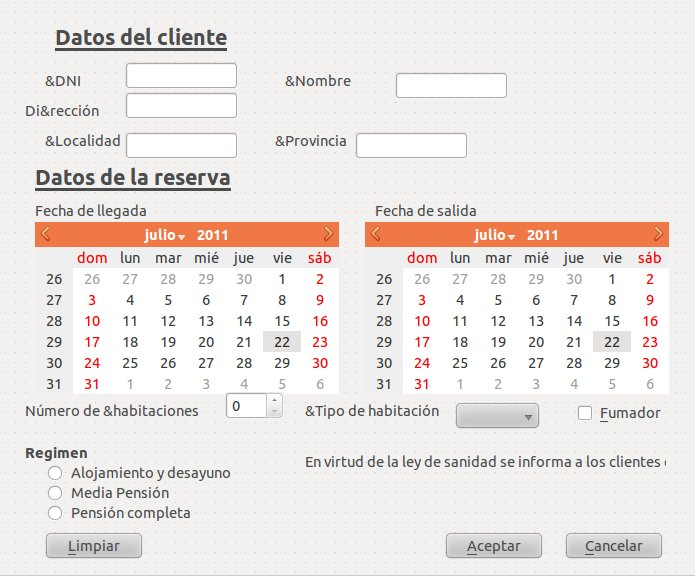 Datos del cliente
&DNI &Nombre
Di&rección
&Localidad &Provincia
Datos de la reserva
Fecha de llegada Fecha de salida
julio 2011 julio 2011
dom lun mar mié jue vie sáb dom lun mar mié jue vie sáb
26 26 27 28 29 30 1 2 26 26 27 28 29 30 1 2
27 3 4 5 6 7 8 9 27 3 4 5 6 7 8 9
28 10 11 12 13 14 15 16 28 10 11 12 13 14 15 16
29 17 18 19 20 21 22 23 29 17 18 19 20 21 22 23
30 24 25 26 27 28 29 30 30 24 25 26 27 28 29 30
31 31 1 2 3 4 5 6 31 31 1 2 3 4 5 6
Número de &habitaciones 0 &Tipo de habitación Fumador
Regimen
Alojamiento y desayuno
En virtud de la ley de sanidad se informa a los clientes
Media Pensión
Pensión completa
Limpiar Aceptar Cancelar